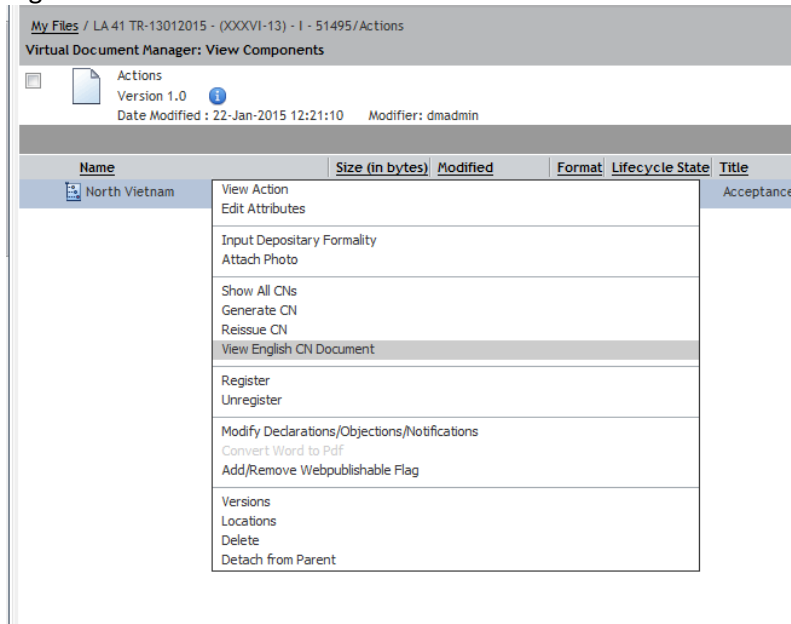 My Files / LA 41 TR-13012015 - (XXXVI-13) - I - 51495/Actions
Virtual Document Manager: View Components
Actions
Version 1.0
Date Modified : 22-Jan-2015 12:21:10 Modifier: dmadmin
Name Size (in bytes) Modified Format Lifecycle State Title
North Vietnam Acceptance
View Action
Edit Attributes
Input Depositary Formality
Attach Photo
Show All CNs
Generate CN
Reissue CN
View English CN Document
Register
Unregister
Modify Declarations/Objections/Notifications
Convert Word to Pdf
Add/Remove Webpublishable Flag
Versions
Locations
Delete
Detach from Parent